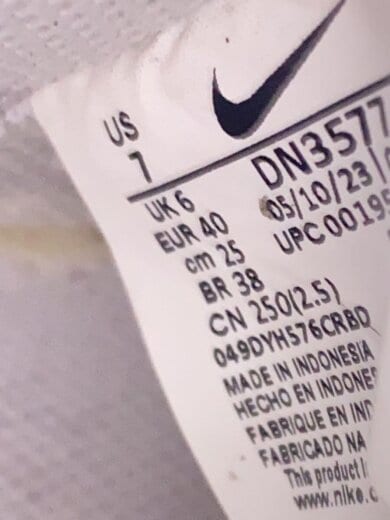 US
7
UK 6
EUR 40
cm 25
BR 38
CN 250(2.5)
DN3577
05/10/23
UPC 00195
049DYH576CRBD
MADE IN INDONESIA
HECHO EN INDONES
FABRIQUE EN IND
FABRICADO NA
This product i
www.nike.c